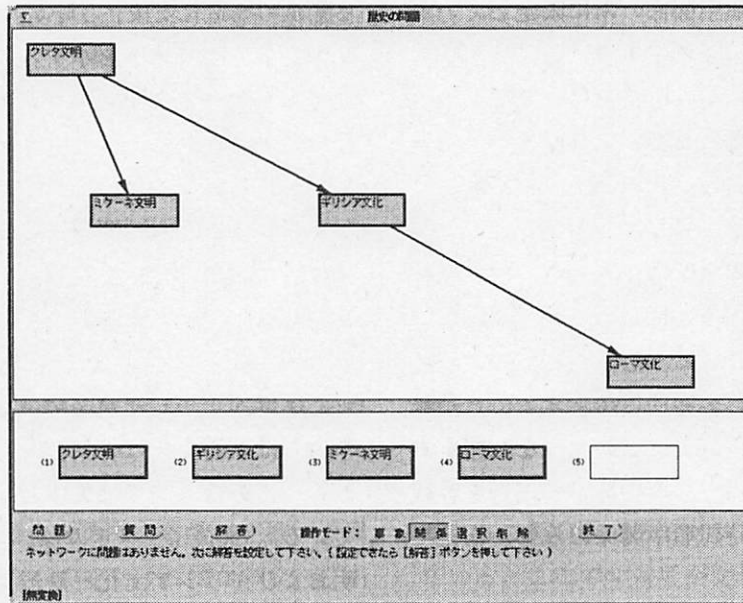 歴史の問題
クレタ文明
ミケーネ文明
ギリシア文化
ローマ文化
(1) クレタ文明 (2) ギリシア文化 (3) ミケーネ文明 (4) ローマ文化 (5)
問題 質問 解答 操作モード： 事象 関係 選択 削除 終了
ネットワークに問題はありません。次に解答を設定して下さい。(設定できたら [解答] ボタンを押して下さい)
[無変換]